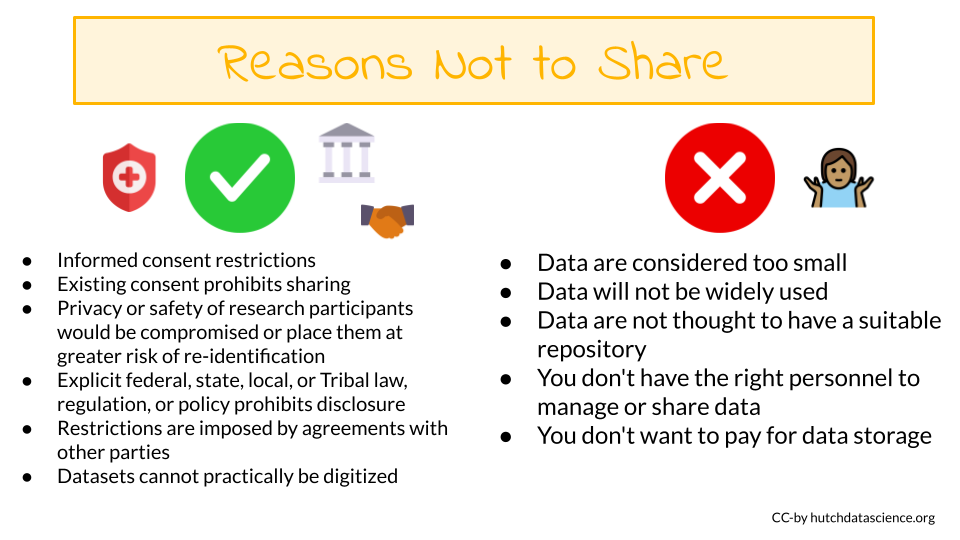 Reasons Not to Share
● Informed consent restrictions
● Existing consent prohibits sharing
● Privacy or safety of research participants
would be compromised or place them at
greater risk of re-identification
● Explicit federal, state, local, or Tribal law,
regulation, or policy prohibits disclosure
● Restrictions are imposed by agreements with
other parties
● Datasets cannot practically be digitized
● Data are considered too small
● Data will not be widely used
● Data are not thought to have a suitable
repository
● You don't have the right personnel to
manage or share data
● You don't want to pay for data storage
CC-by hutchdatascience.org